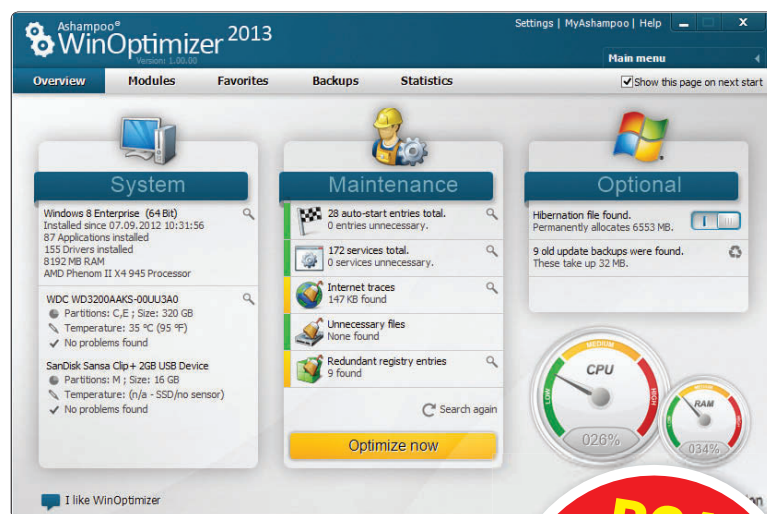 Ashampoo®
WinOptimizer 2013
Version: 1.00.00
Settings | MyAshampoo | Help
X
Main menu
Overview
Modules
Favorites
Backups
Statistics
Show this page on next start
System
Windows 8 Enterprise (64 Bit)
Installed since 07.09.2012 10:31:56
87 Applications installed
155 Drivers installed
8192 MB RAM
AMD Phenom II X4 945 Processor
WDC WD3200AAKS-00UU3A0
Partitions: C,E ; Size: 320 GB
Temperature: 35 ºC (95 ºF)
No problems found
SanDisk Sansa Clip+ 2GB USB Device
Partitions: M ; Size: 16 GB
Temperature: (n/a - SSD/no sensor)
No problems found
Maintenance
28 auto-start entries total.
0 entries unnecessary.
172 services total.
0 services unnecessary.
Internet traces
147 KB found
Unnecessary files
None found
Redundant registry entries
9 found
Search again
Optimize now
Optional
Hibernation file found.
Permanently allocates 6553 MB.
9 old update backups were found.
These take up 32 MB.
LOW
MEDIUM
HIGH
CPU
026%
LOW
MEDIUM
HIGH
RAM
034%
I like WinOptimizer